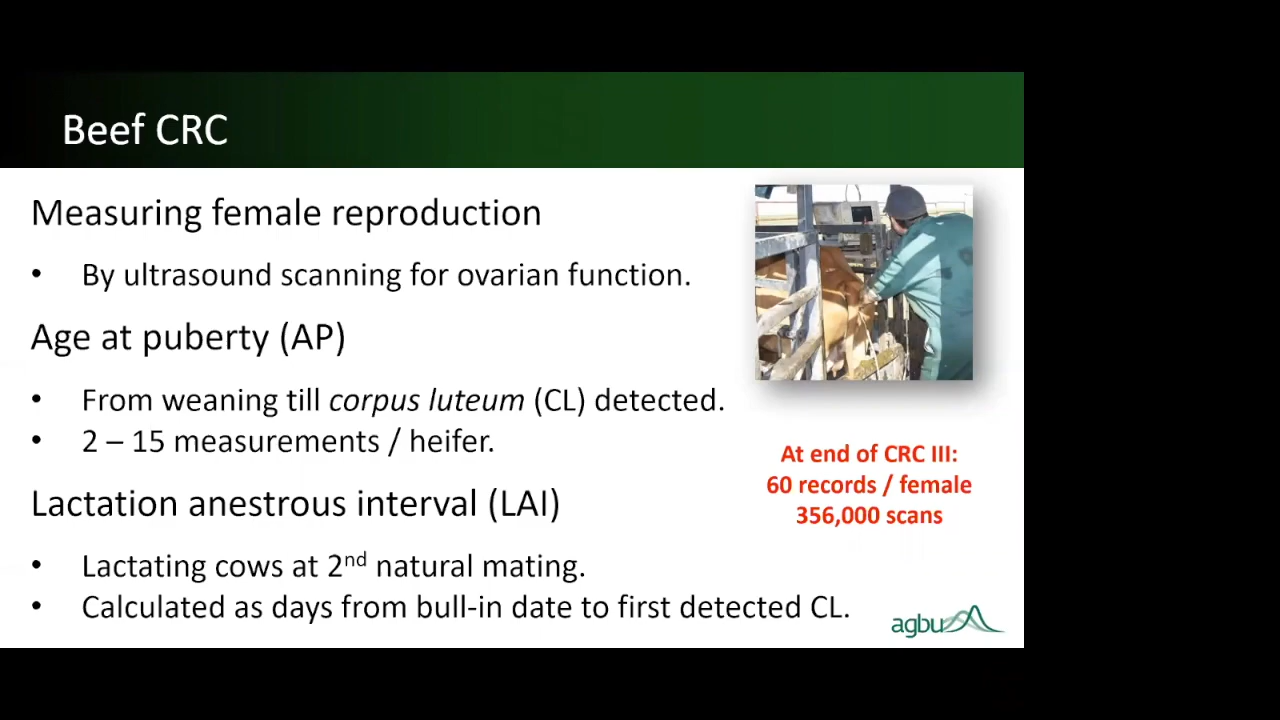 Beef CRC
Measuring female reproduction
• By ultrasound scanning for ovarian function.
Age at puberty (AP)
• From weaning till corpus luteum (CL) detected.
• 2 – 15 measurements / heifer.
At end of CRC III:
60 records / female
356,000 scans
Lactation anestrous interval (LAI)
• Lactating cows at 2nd natural mating.
• Calculated as days from bull-in date to first detected CL.
agbu